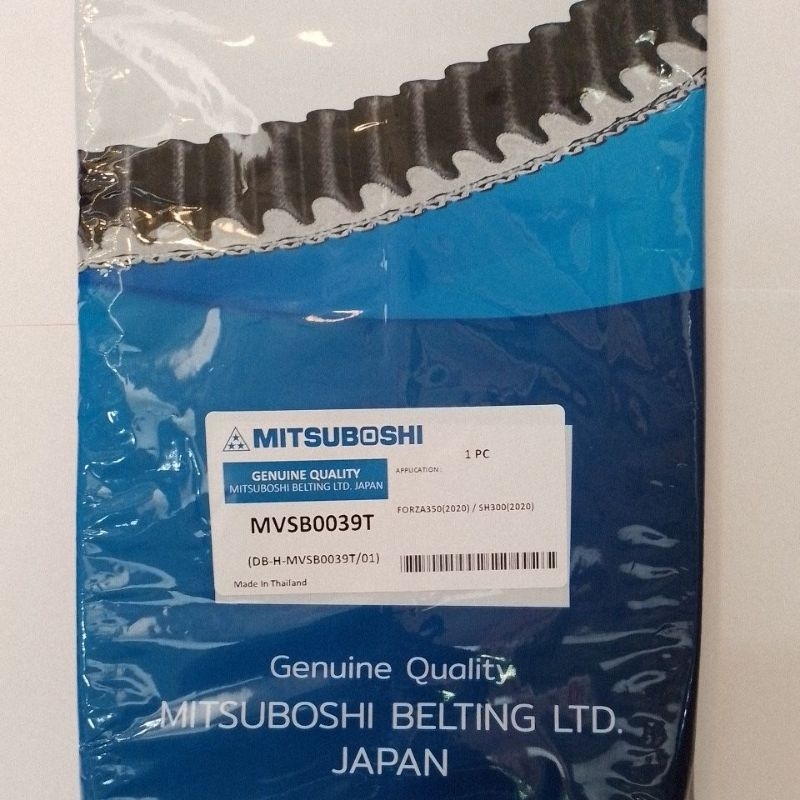 MITSUBOSHI
1 PC
GENUINE QUALITY
MITSUBOSHI BELTING LTD. JAPAN
APPLICATION :
MVSB0039T
FORZA350(2020) / SH300(2020)
(DB-H-MVSB0039T/01)
Made In Thailand
Genuine Quality
MITSUBOSHI BELTING LTD.
JAPAN